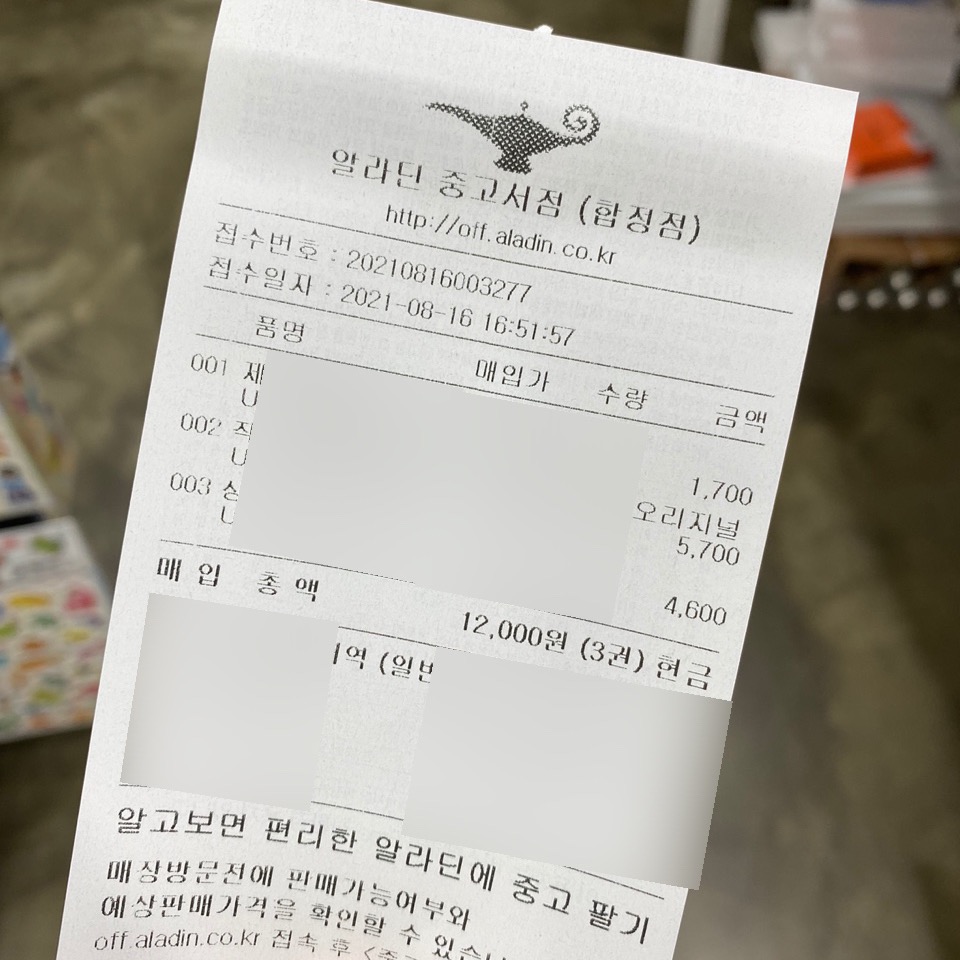 알라딘 중고서점 (합정점)
http://off.aladin.co.kr
접수번호 : 20210816003277
접수일자 : 2021-08-16 16:51:57
품명 매입가 수량 금액
001 제
U 1,700
002 작 오리지널
U 5,700
003 상
U 4,600
매 입 총 액 12,000원 (3권) 현금
역 (일반
알고보면 편리한 알라딘에 중고 팔기
매장방문전에 판매가능여부와
예상판매가격을 확인할 수 있습니
off.aladin.co.kr 접속 후